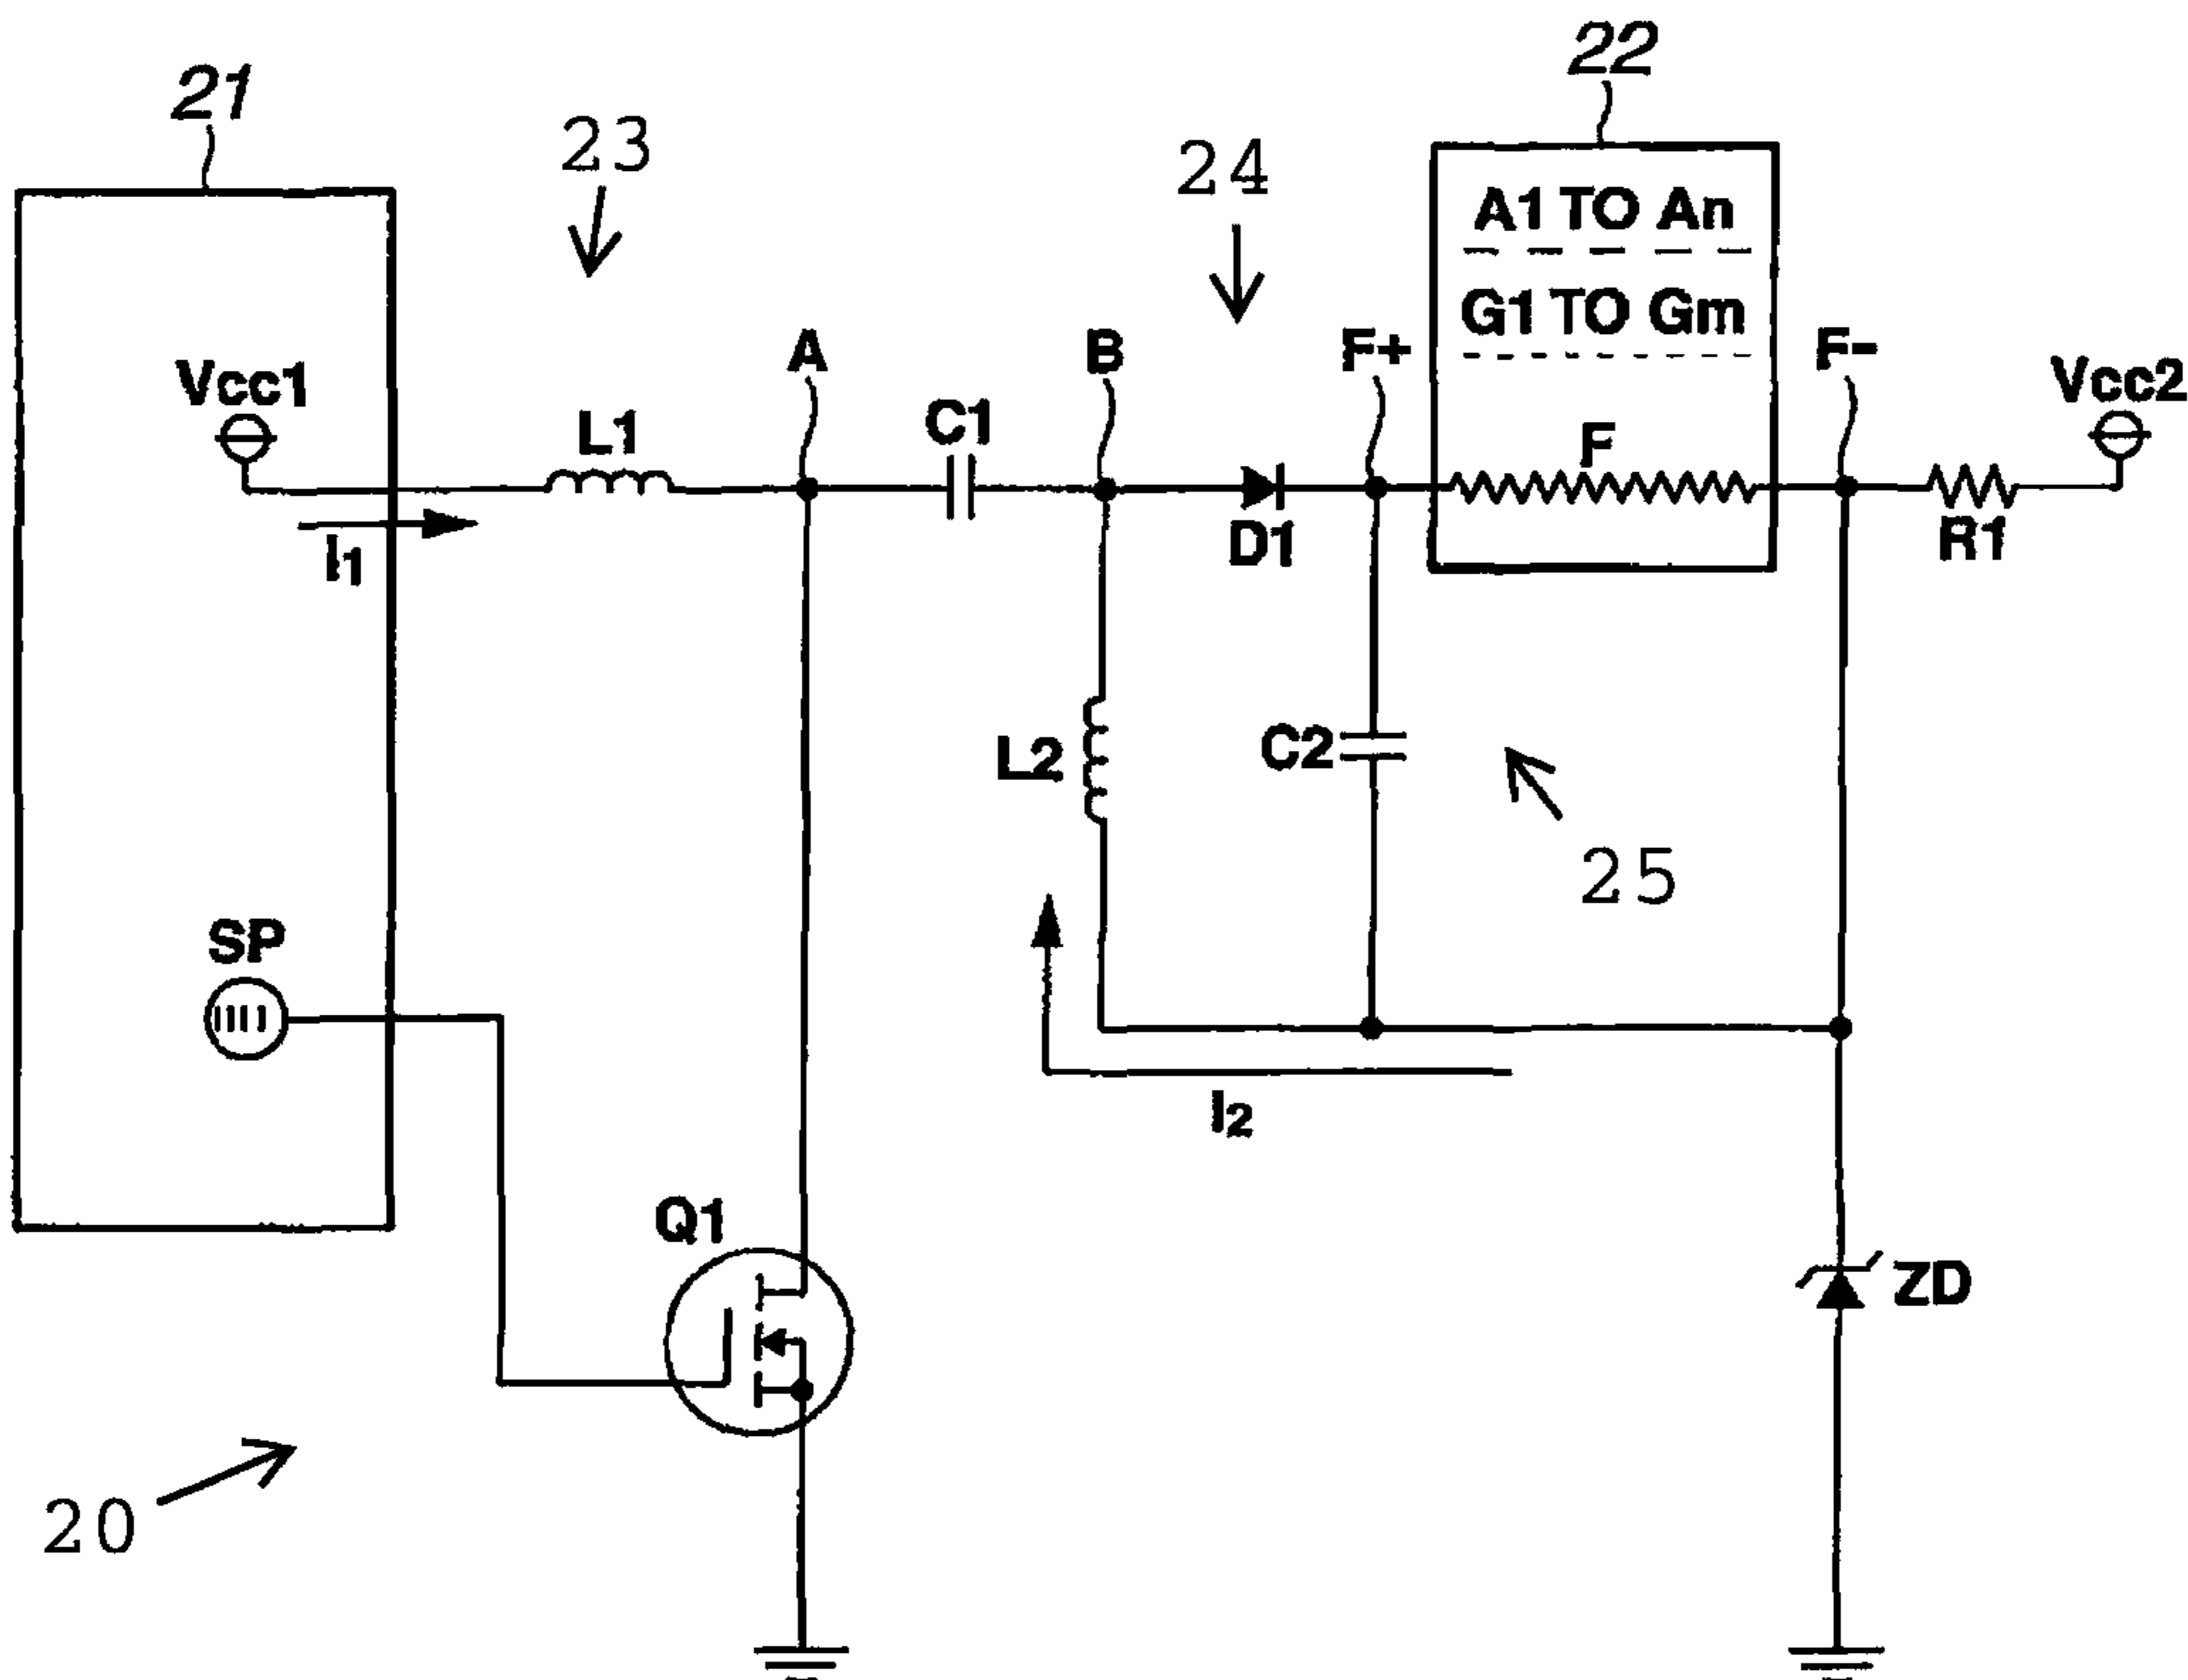 21
22
23
24
A1 TO An
G1 TO Gm
Vcc1
L1
A
C1
B
F+
F
F-
Vcc2
I1
D1
R1
L2
C2
25
SP
I2
Q1
ZD
20